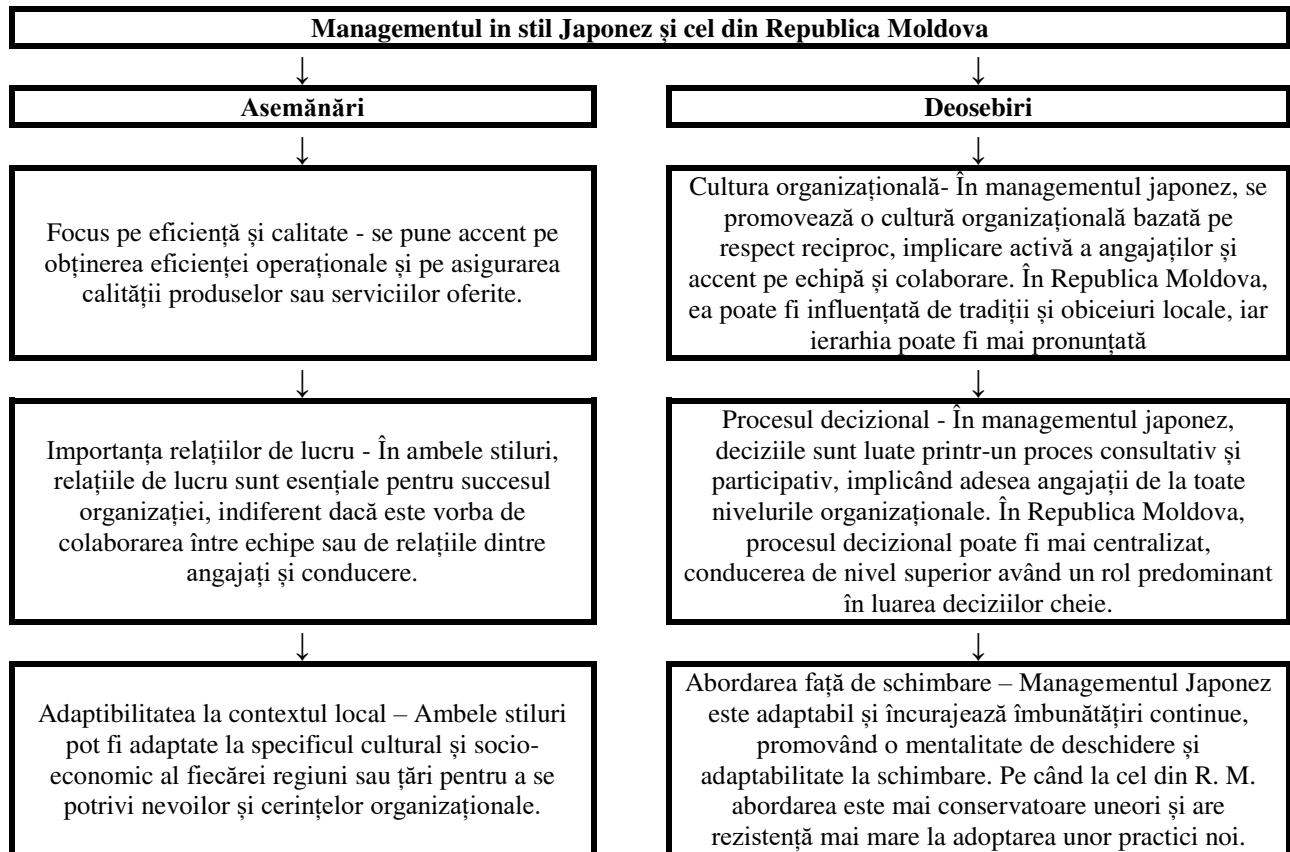 Managementul in stil Japonez și cel din Republica Moldova
↓
↓
Asemănări
Deosebiri
↓
↓
Focus pe eficiență și calitate - se pune accent pe
obținerea eficienței operaționale și pe asigurarea
calității produselor sau serviciilor oferite.
Cultura organizațională- În managementul japonez, se
promovează o cultură organizațională bazată pe
respect reciproc, implicare activă a angajaților și
accent pe echipă și colaborare. În Republica Moldova,
ea poate fi influențată de tradiții și obiceiuri locale, iar
ierarhia poate fi mai pronunțată
↓
↓
Importanța relațiilor de lucru - În ambele stiluri,
relațiile de lucru sunt esențiale pentru succesul
organizației, indiferent dacă este vorba de
colaborarea între echipe sau de relațiile dintre
angajați și conducere.
Procesul decizional - În managementul japonez,
deciziile sunt luate printr-un proces consultativ și
participativ, implicând adesea angajații de la toate
nivelurile organizaționale. În Republica Moldova,
procesul decizional poate fi mai centralizat,
conducerea de nivel superior având un rol predominant
în luarea deciziilor cheie.
↓
↓
Adaptibilitatea la contextul local – Ambele stiluri
pot fi adaptate la specificul cultural și socio-
economic al fiecărei regiuni sau țări pentru a se
potrivi nevoilor și cerințelor organizaționale.
Abordarea față de schimbare – Managementul Japonez
este adaptabil și încurajează îmbunătățiri continue,
promovând o mentalitate de deschidere și
adaptabilitate la schimbare. Pe când la cel din R. M.
abordarea este mai conservatoare uneori și are
rezistență mai mare la adoptarea unor practici noi.